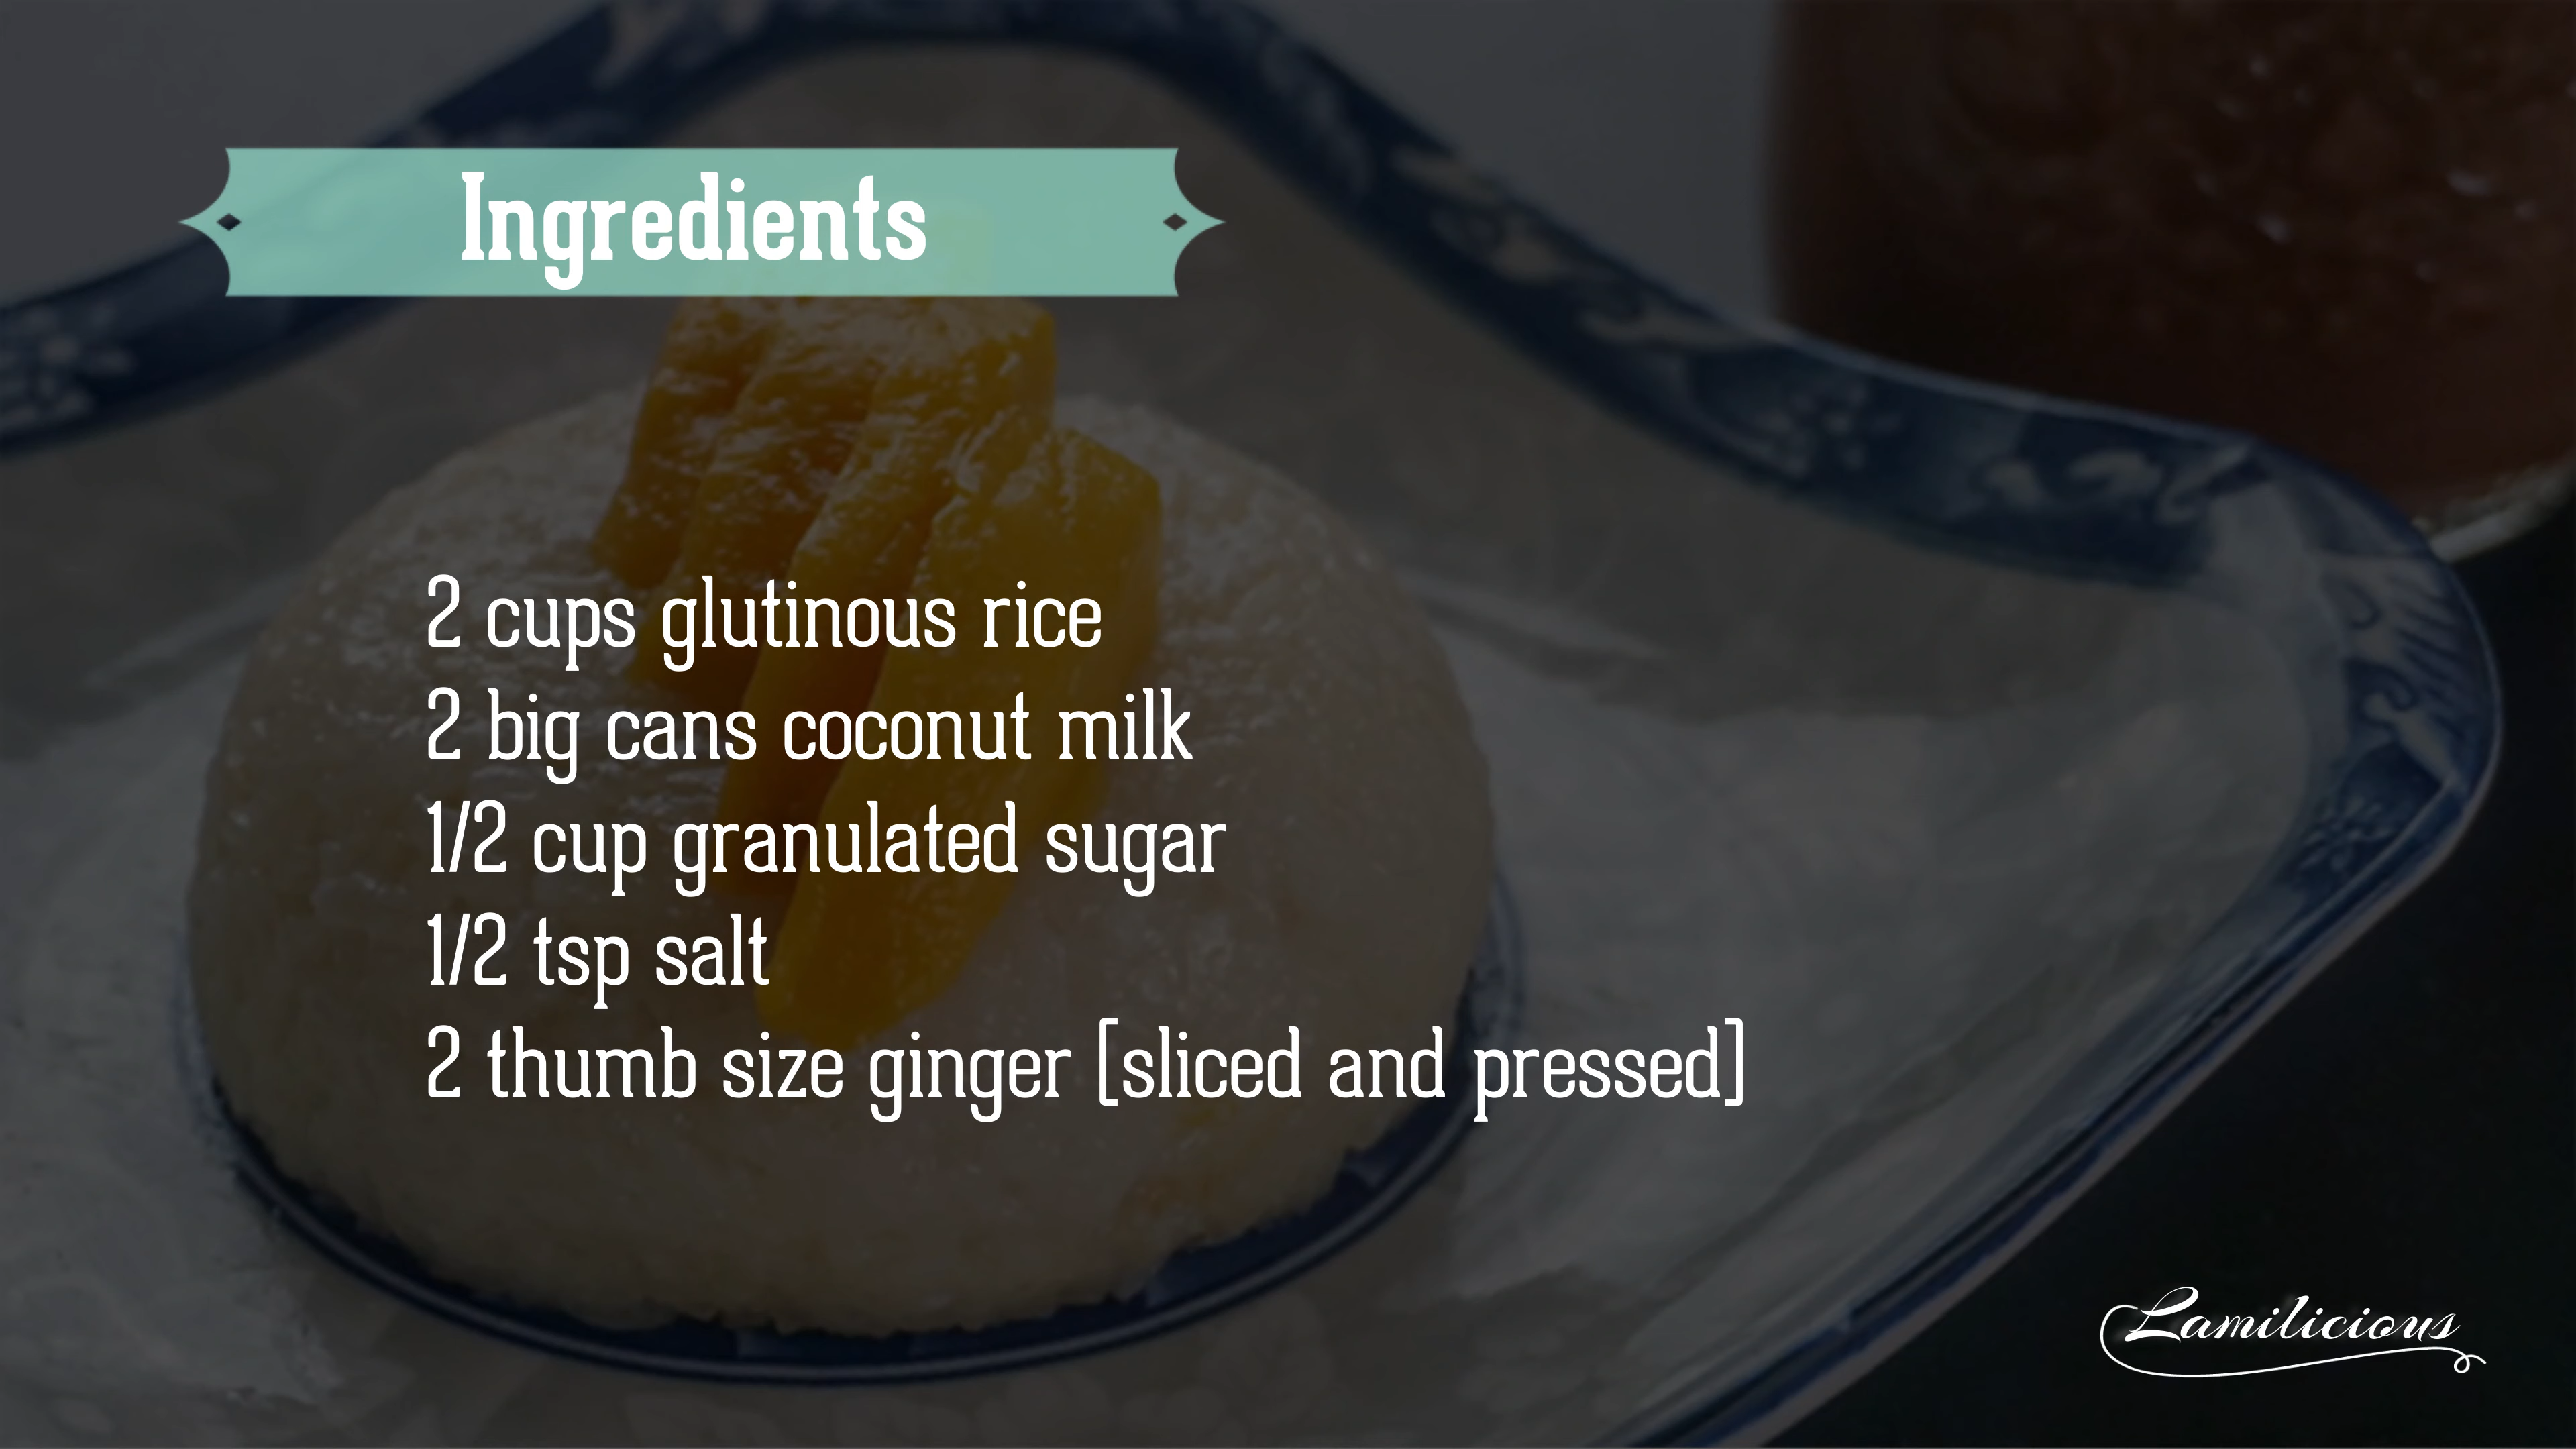 Ingredients
2 cups glutinous rice
2 big cans coconut milk
1/2 cup granulated sugar
1/2 tsp salt
2 thumb size ginger [sliced and pressed]
Lamilicious